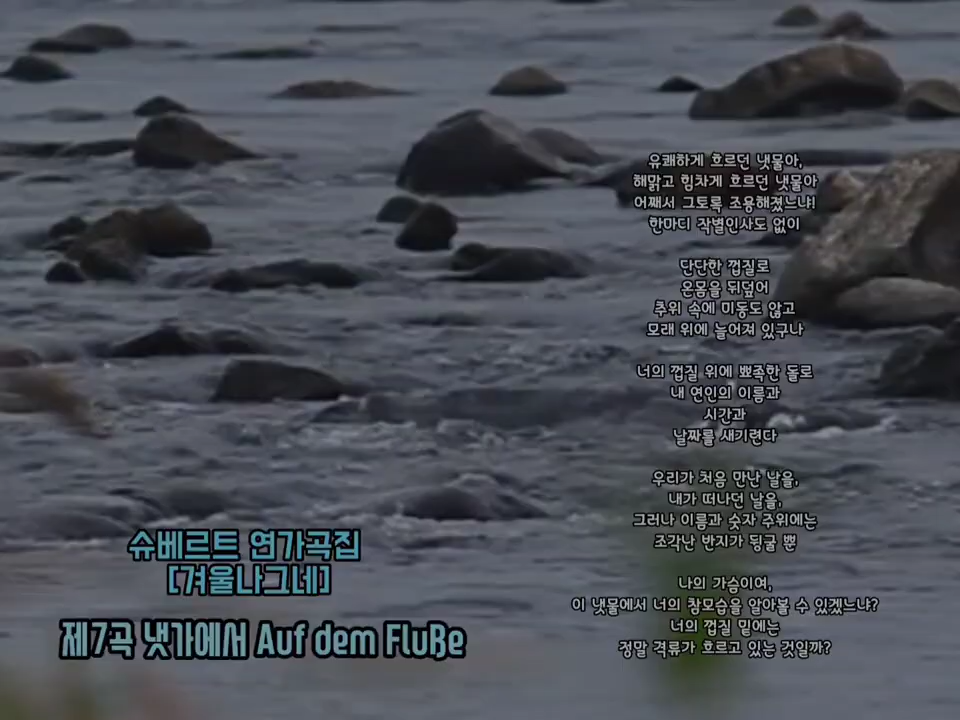 유쾌하게 흐르던 냇물아,
해맑고 힘차게 흐르던 냇물아
어째서 그토록 조용해졌느냐!
한마디 작별인사도 없이
단단한 껍질로
온몸을 뒤덮어
추위 속에 미동도 않고
모래 위에 늘어져 있구나
너의 껍질 위에 뾰족한 돌로
내 연인의 이름과
시간과
날짜를 새기련다
우리가 처음 만난 날을,
내가 떠나던 날을,
그러나 이름과 숫자 주위에는
조각난 반지가 뒹굴 뿐
나의 가슴이여,
이 냇물에서 너의 참모습을 알아볼 수 있겠느냐?
너의 껍질 밑에는
정말 격류가 흐르고 있는 것일까?
슈베르트 연가곡집
[겨울나그네]
제7곡 냇가에서 Auf dem FluBe